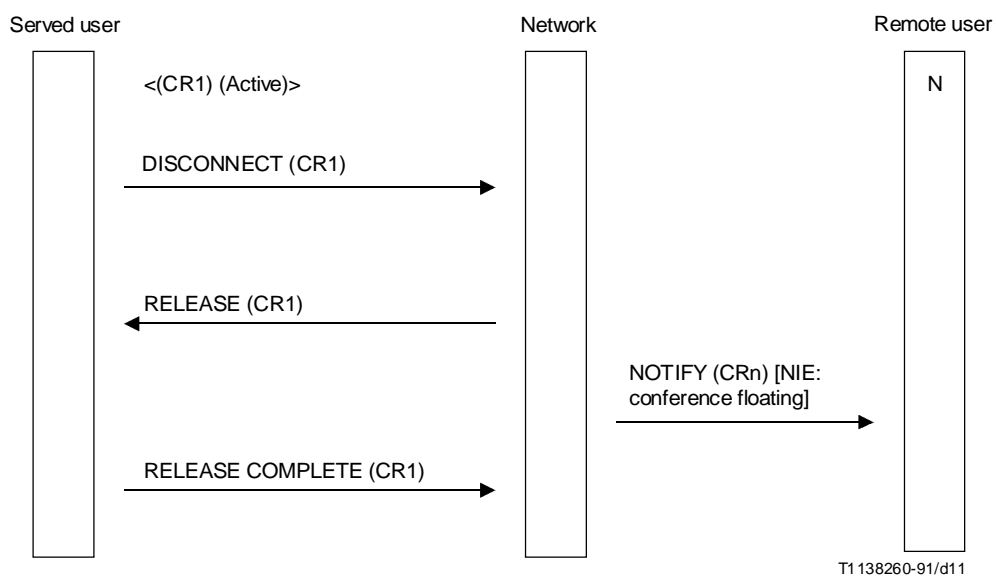 Served user
Network
Remote user
<(CR1) (Active)>
N
DISCONNECT (CR1)
RELEASE (CR1)
NOTIFY (CRn) [NIE:
conference floating]
RELEASE COMPLETE (CR1)
T1138260-91/d11